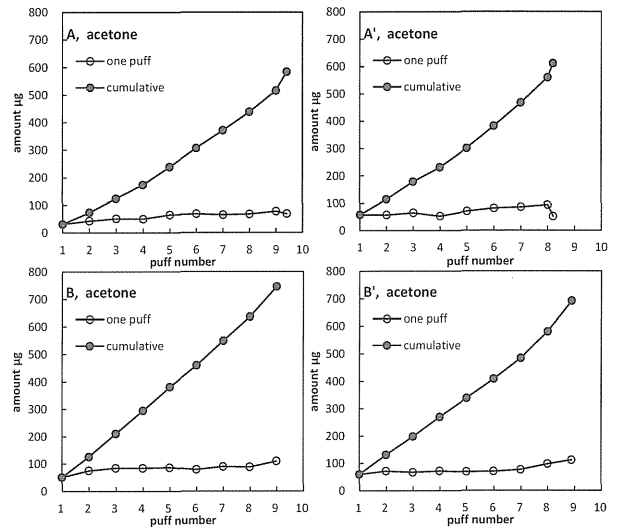 A, acetone
one puff
cumulative
amount µg
800
700
600
500
400
300
200
100
0
1 2 3 4 5 6 7 8 9 10
puff number
A', acetone
one puff
cumulative
amount µg
800
700
600
500
400
300
200
100
0
1 2 3 4 5 6 7 8 9 10
puff number
B, acetone
one puff
cumulative
amount µg
800
700
600
500
400
300
200
100
0
1 2 3 4 5 6 7 8 9 10
puff number
B', acetone
one puff
cumulative
amount µg
800
700
600
500
400
300
200
100
0
1 2 3 4 5 6 7 8 9 10
puff number